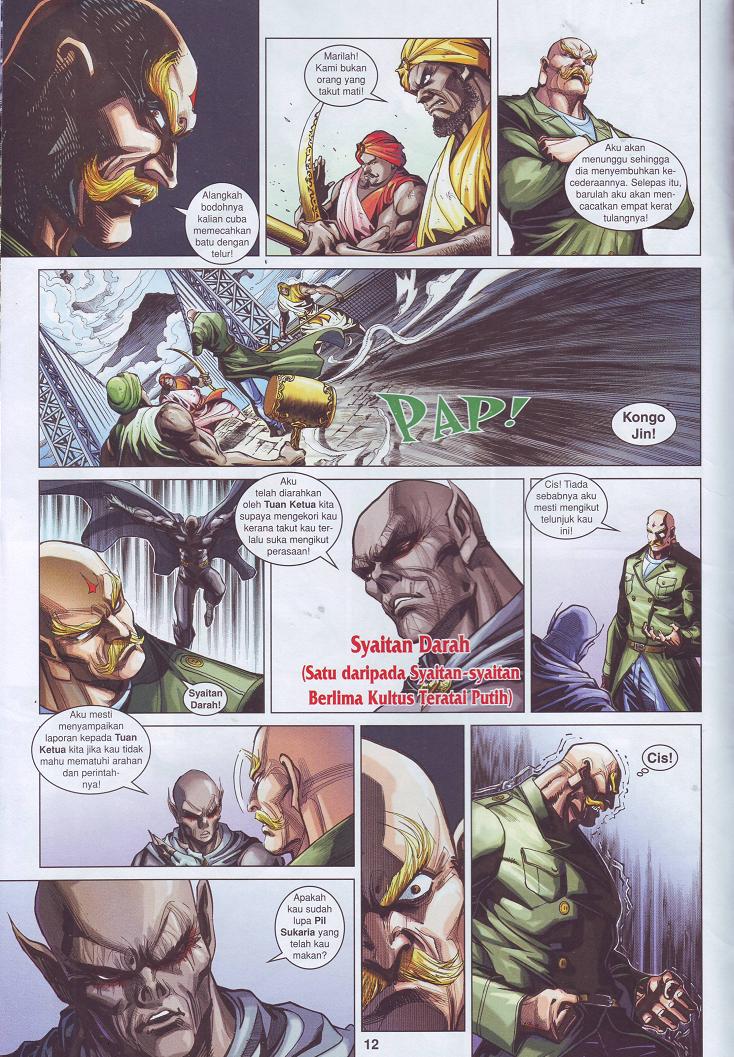 Alangkah
bodohnya
kalian cuba
memecahkan
batu dengan
telur!
Marilah!
Kami bukan
orang yang
takut mati!
Aku akan
menunggu sehingga
dia menyembuhkan ke-
cederaannya. Selepas itu,
barulah aku akan men-
cacatkan empat kerat
tulangnya!
PAP!
Kongo
Jin!
Aku
telah diarahkan
oleh Tuan Ketua kita
supaya mengekori kau
kerana takut kau ter-
lalu suka mengikut
perasaan!
Syaitan
Darah!
Syaitan Darah
(Satu daripada Syaitan-syaitan
Berlima Kultus Teratai Putih)
Cis! Tiada
sebabnya aku
mesti mengikut
telunjuk kau
ini!
Aku mesti
menyampaikan
laporan kepada Tuan
Ketua kita jika kau tidak
mahu mematuhi arahan
dan perintah-
nya!
Cis!
Apakah
kau sudah
lupa Pil
Sukaria yang
telah kau
makan?
12